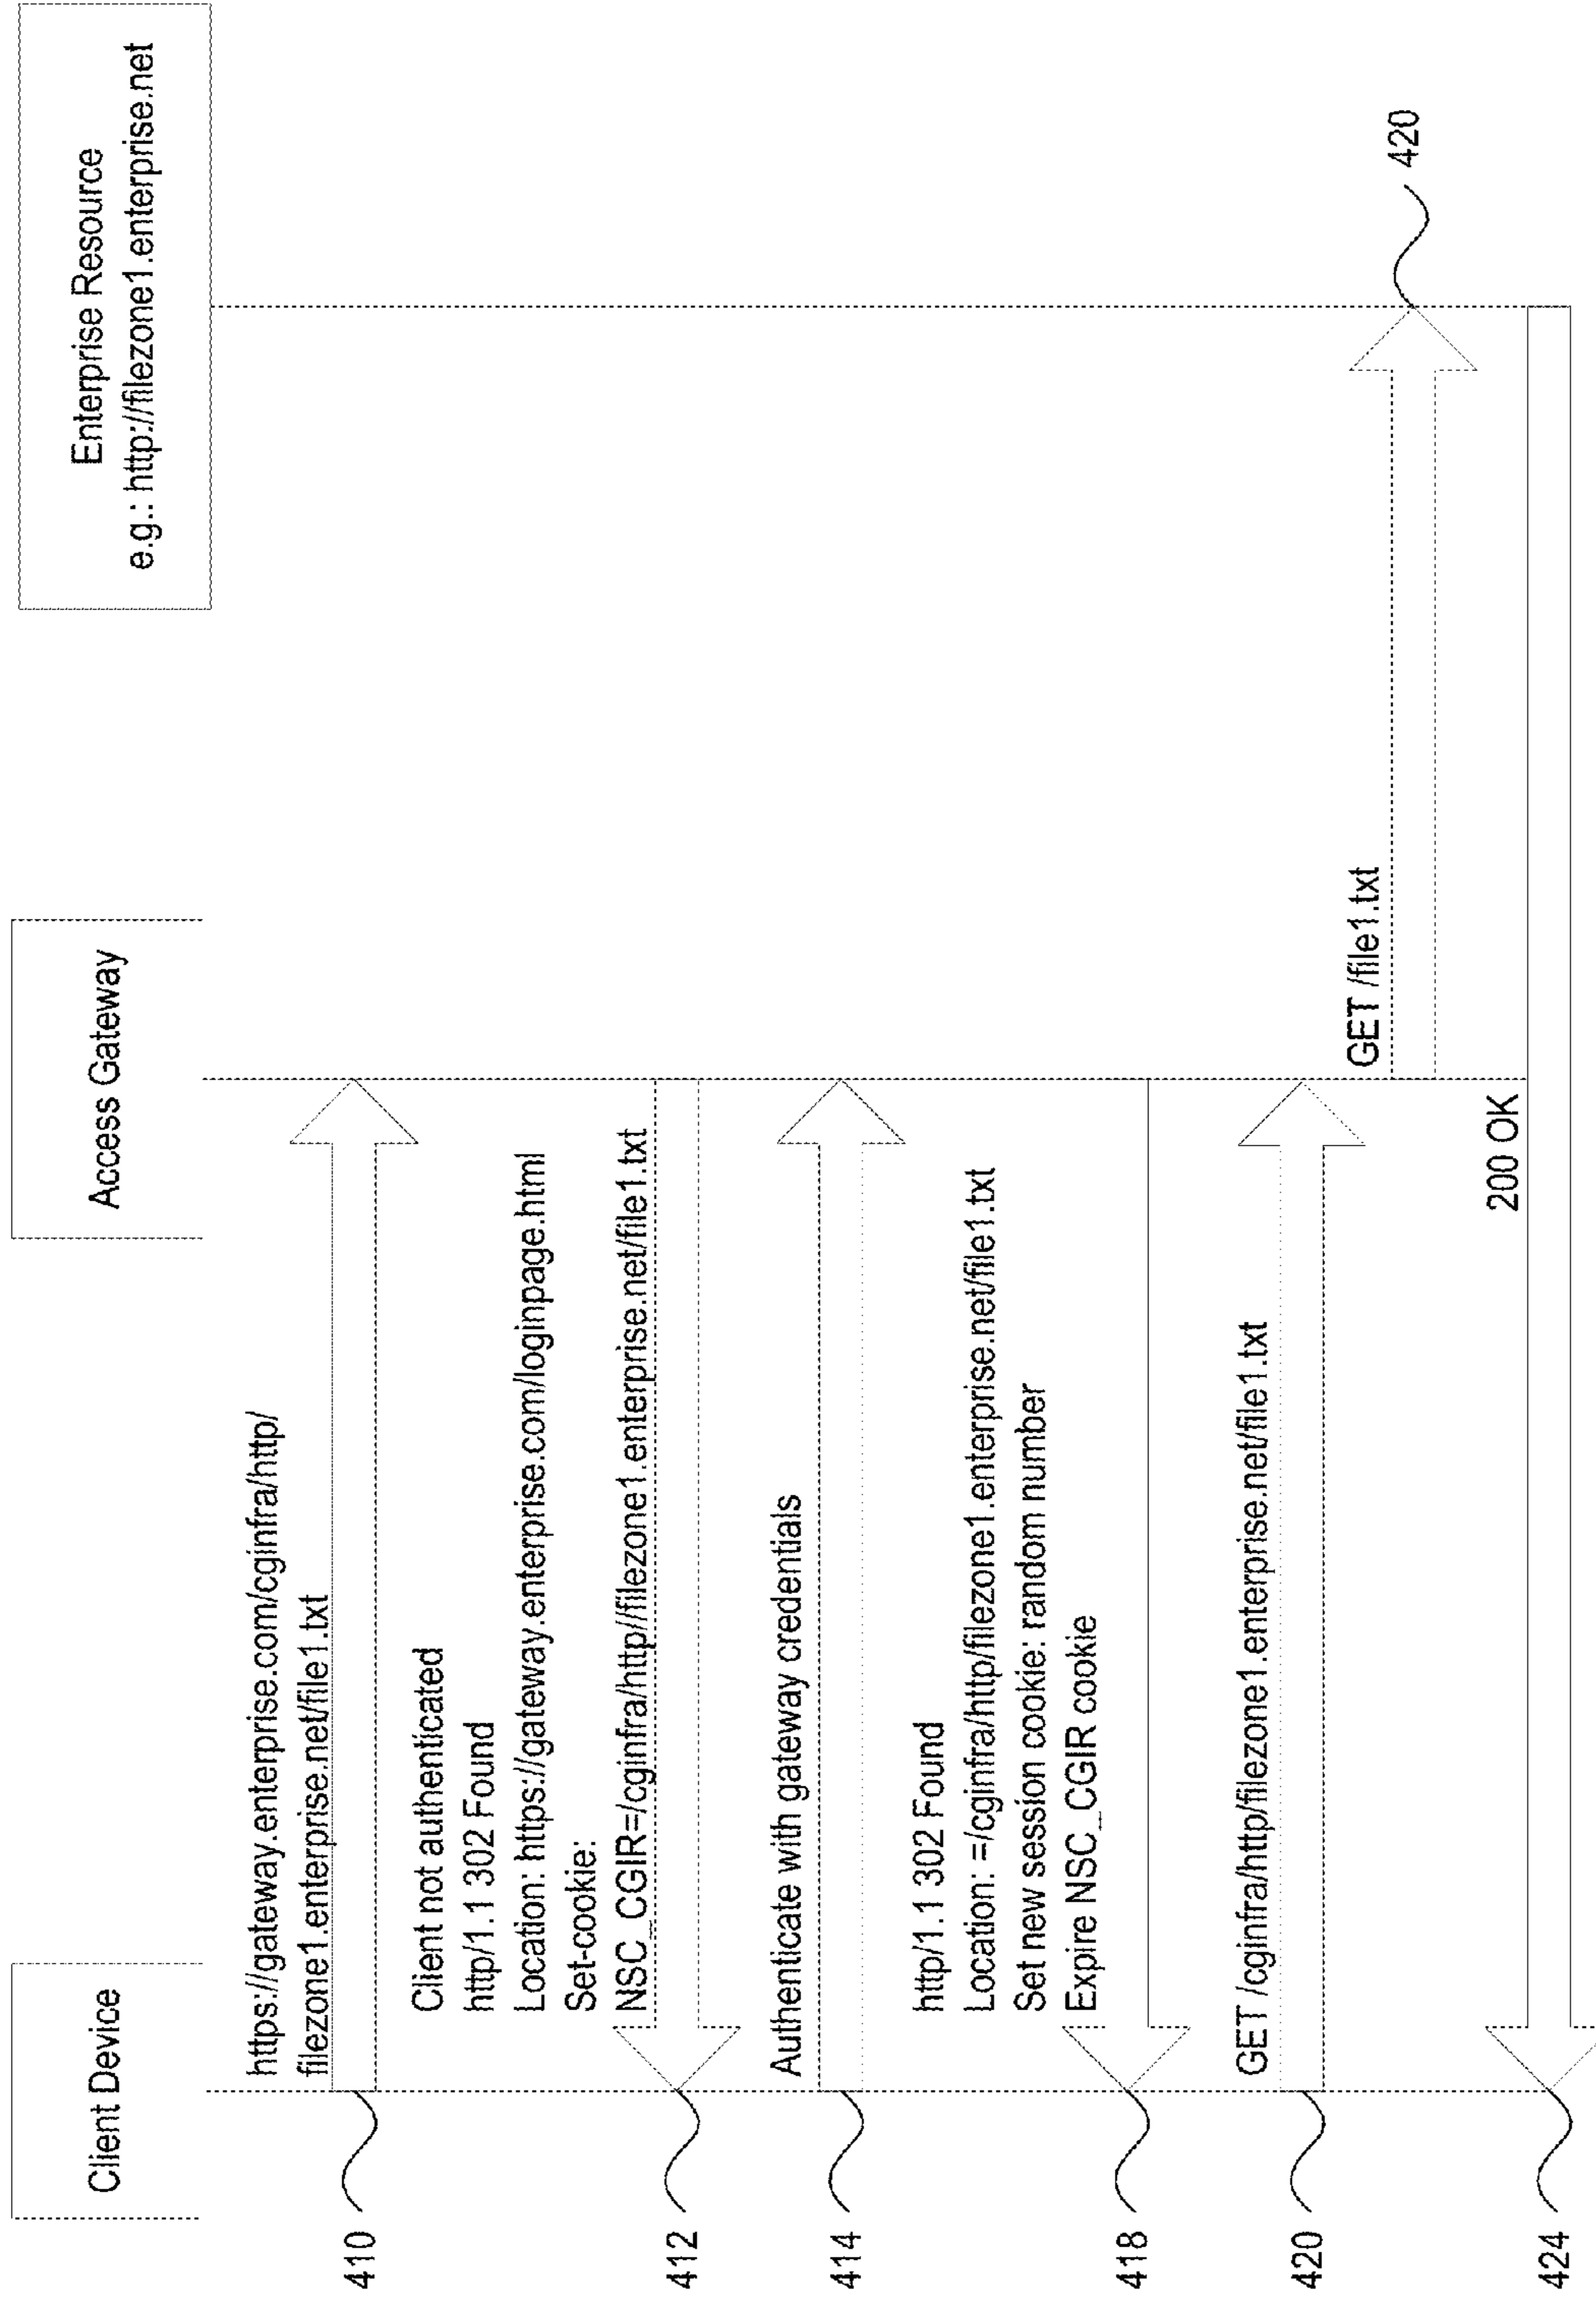 Client Device
Access Gateway
Enterprise Resource
e.g.: http://filezone1.enterprise.net
410
https://gateway.enterprise.com/cginfra/http/
filezone1.enterprise.net/file1.txt
Client not authenticated
http/1.1 302 Found
Location: https://gateway.enterprise.com/loginpage.html
Set-cookie:
NSC_CGIR=/cginfra/http//filezone1.enterprise.net/file1.txt
412
Authenticate with gateway credentials
414
http/1.1 302 Found
Location: =/cginfra/http/filezone1.enterprise.net/file1.txt
Set new session cookie: random number
Expire NSC_CGIR cookie
418
GET /cginfra/http/filezone1.enterprise.net/file1.txt
420
GET /file1.txt
420
200 OK
424